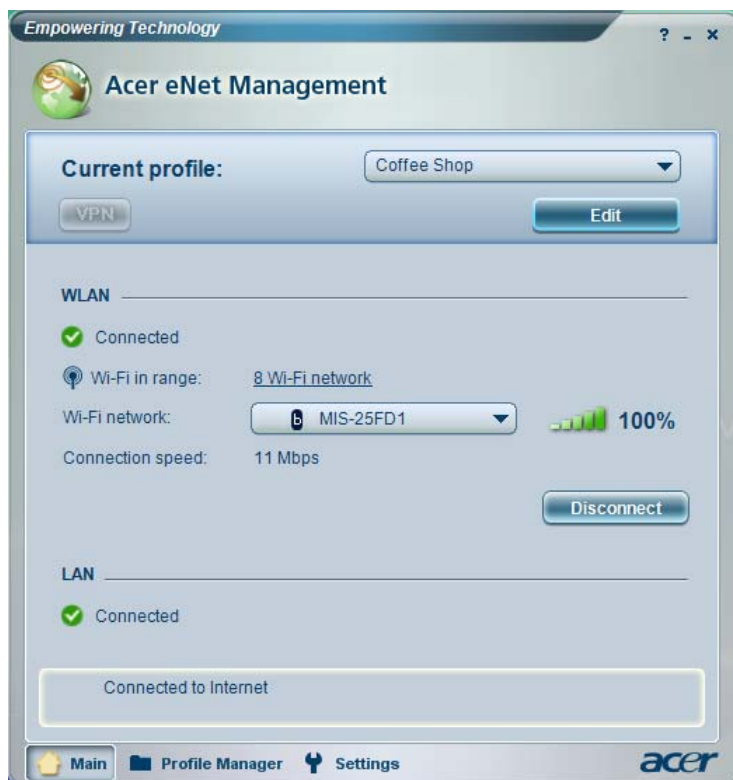 Empowering Technology
? - x
Acer eNet Management
Current profile:
Coffee Shop
VPN
Edit
WLAN
Connected
Wi-Fi in range:
8 Wi-Fi network
Wi-Fi network:
b MIS-25FD1
100%
Connection speed:
11 Mbps
Disconnect
LAN
Connected
Connected to Internet
Main
Profile Manager
Settings
acer